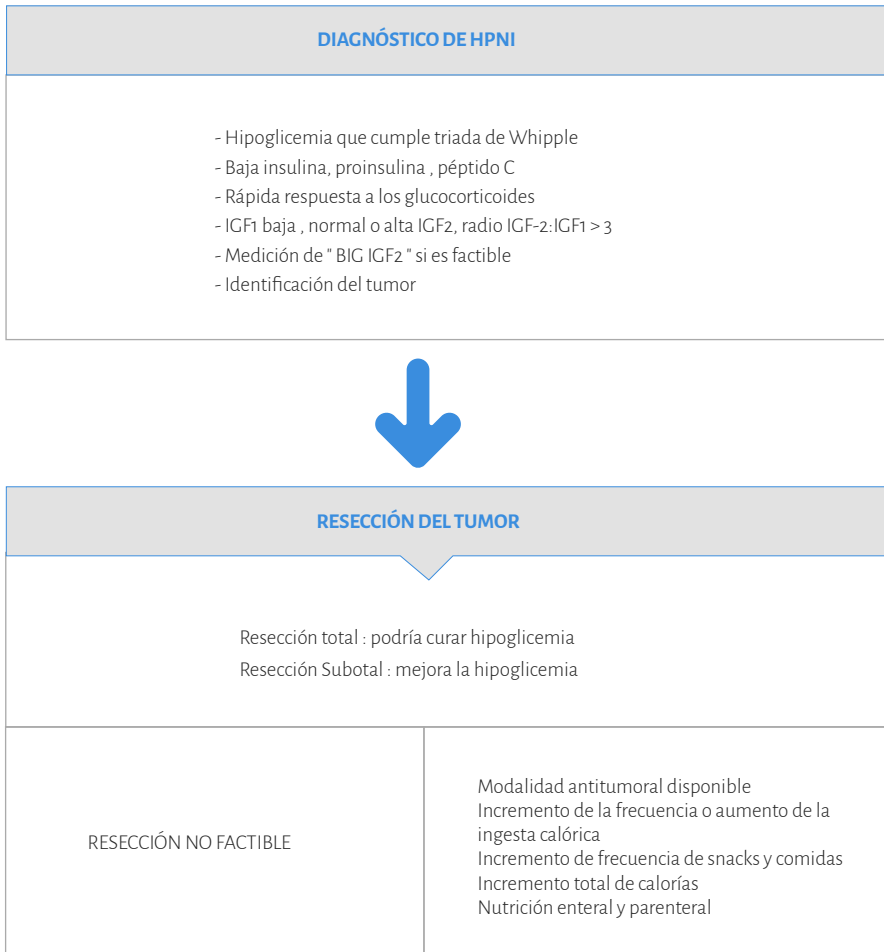 DIAGNÓSTICO DE HPNI
- Hipoglicemia que cumple triada de Whipple
- Baja insulina, proinsulina , péptido C
- Rápida respuesta a los glucocorticoides
- IGF1 baja , normal o alta IGF2, radio IGF-2:IGF1 > 3
- Medición de " BIG IGF2 " si es factible
- Identificación del tumor
RESECCIÓN DEL TUMOR
Resección total : podría curar hipoglicemia
Resección Subotal : mejora la hipoglicemia
RESECCIÓN NO FACTIBLE
Modalidad antitumoral disponible
Incremento de la frecuencia o aumento de la
ingesta calórica
Incremento de frecuencia de snacks y comidas
Incremento total de calorías
Nutrición enteral y parenteral